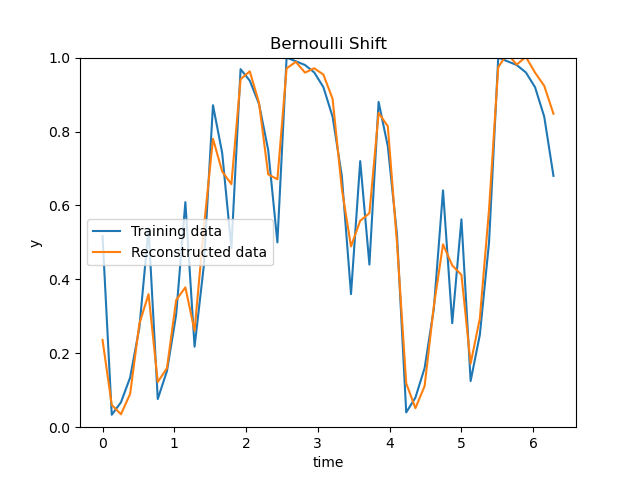 Bernoulli Shift
1.0
0.8
0.6
0.4
0.2
0.0
y
Training data
Reconstructed data
0 1 2 3 4 5 6
time